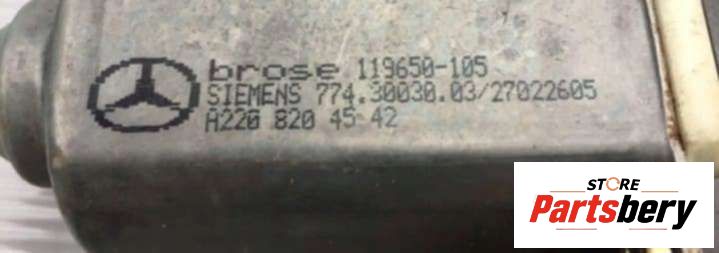 brose 119650-105
SIEMENS 774.30030.03/27022605
A220 820 45 42
STORE
Partsbery